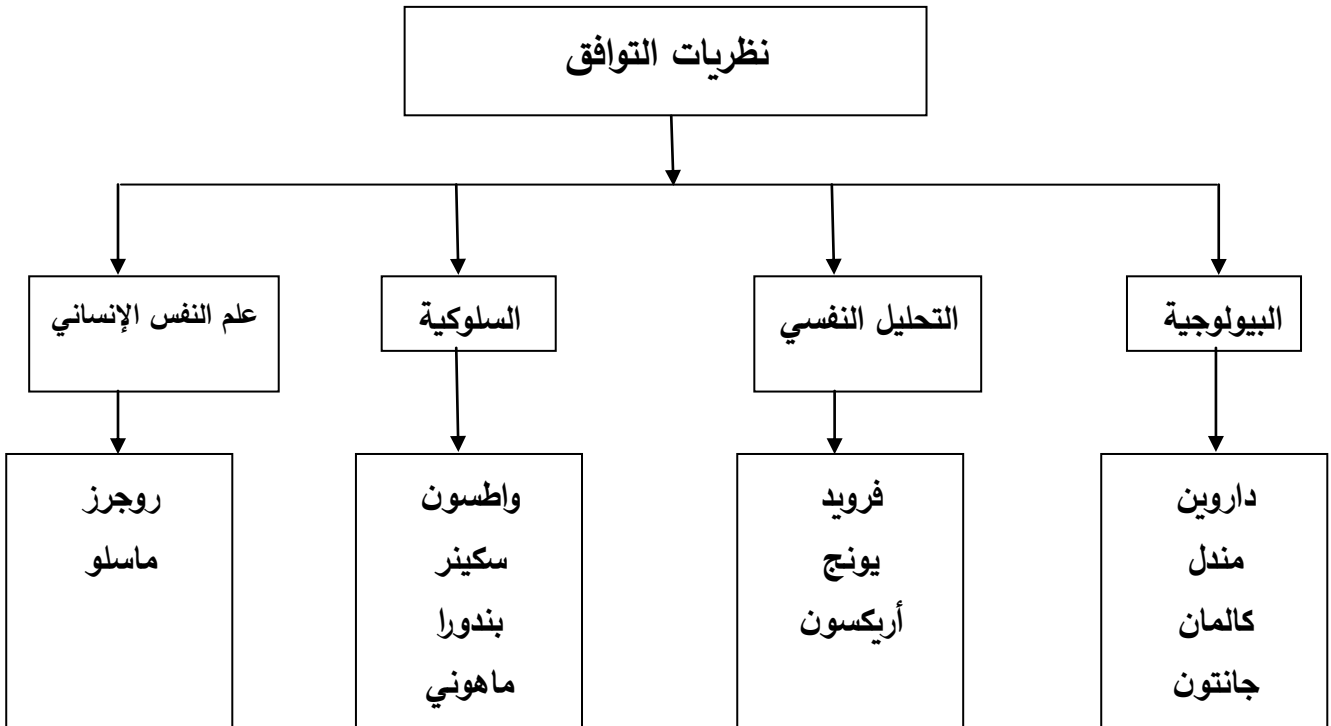 نظريات التوافق
البيولوجية
التحليل النفسي
السلوكية
علم النفس الإنساني
داروين
مندل
كالمان
جانتون
فرويد
يونج
أريكسون
واطسون
سكينر
بندورا
ماهوني
روجرز
ماسلو